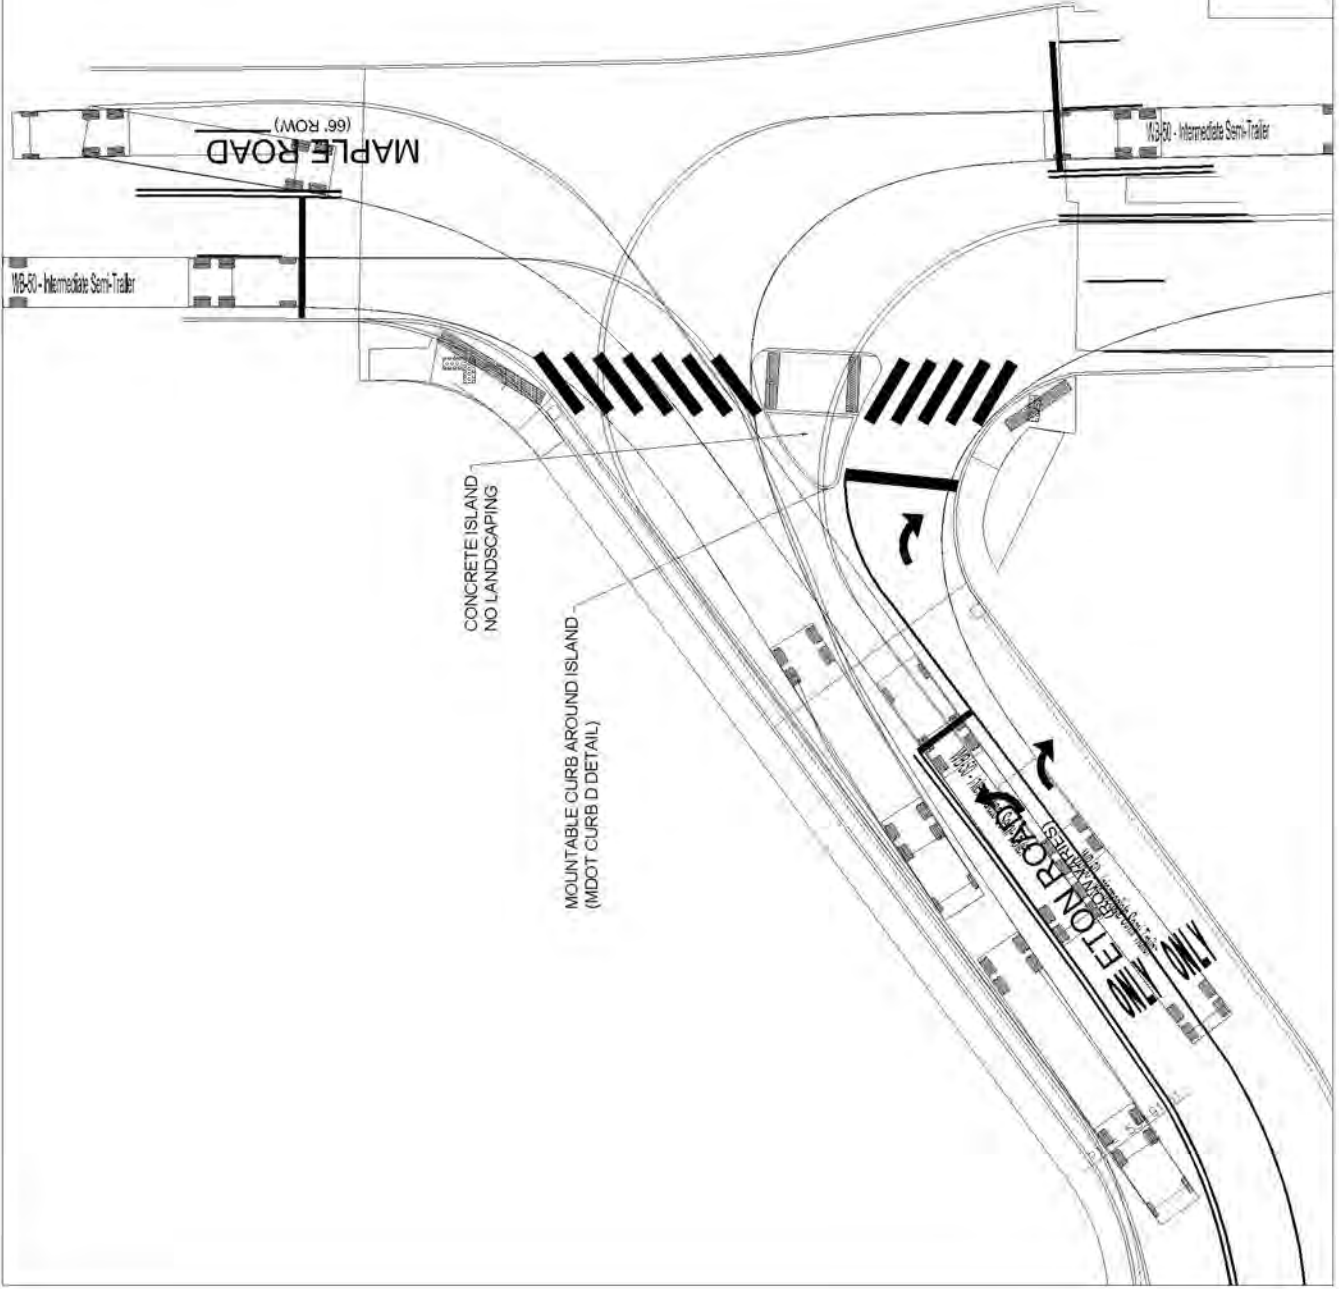 MAPLE ROAD
(66' ROW)
WB-50 - Intermediate Semi-Trailer
WB-50 - Intermediate Semi-Trailer
CONCRETE ISLAND
NO LANDSCAPING
MOUNTABLE CURB AROUND ISLAND
(MDOT CURB D DETAIL)
ETON ROAD
(ROW VARIES)
ONLY
ONLY